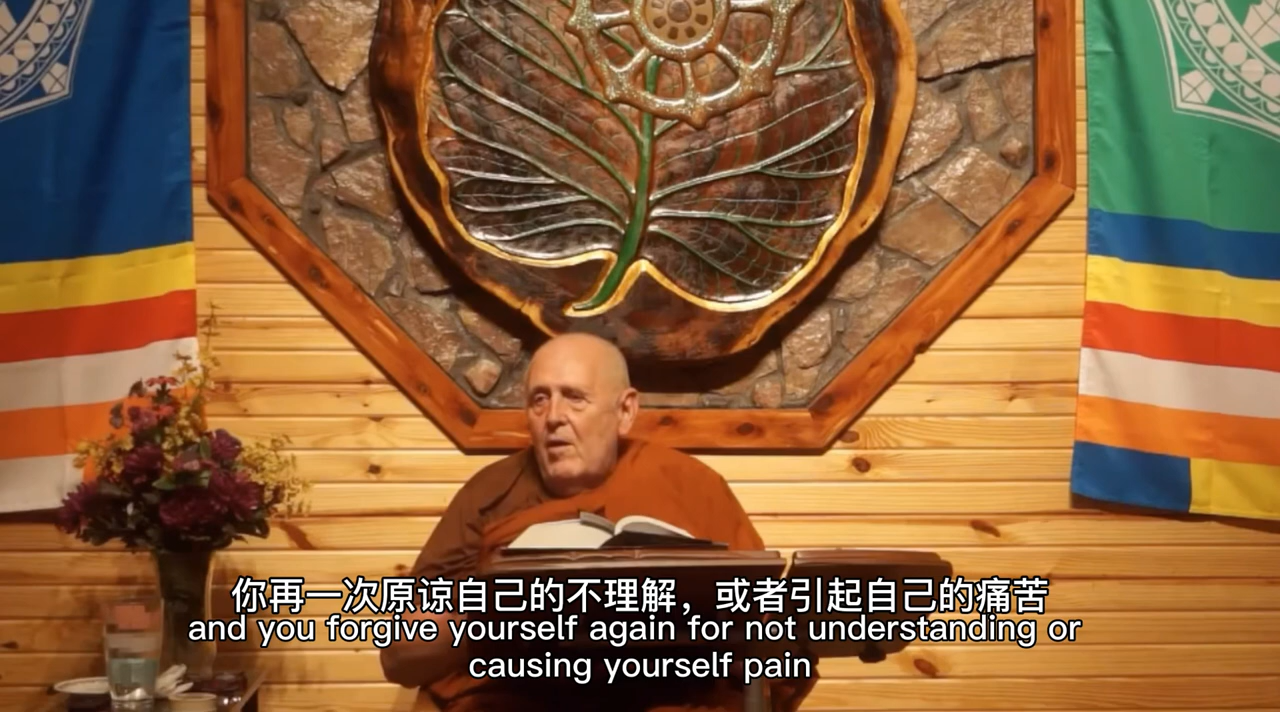 你再一次原谅自己的不理解，或者引起自己的痛苦
and you forgive yourself again for not understanding or
causing yourself pain